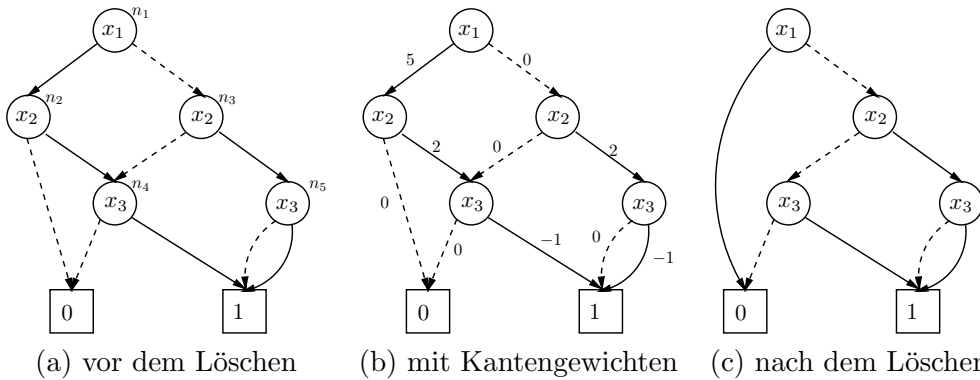 x₁ n₁
x₂ n₂
x₂ n₃
x₃ n₄
x₃ n₅
0
1
(a) vor dem Löschen
x₁
5
0
x₂
x₂
2
0
2
0
x₃
x₃
0
−1
0
−1
0
1
(b) mit Kantengewichten
x₁
x₂
x₃
x₃
0
1
(c) nach dem Löschen